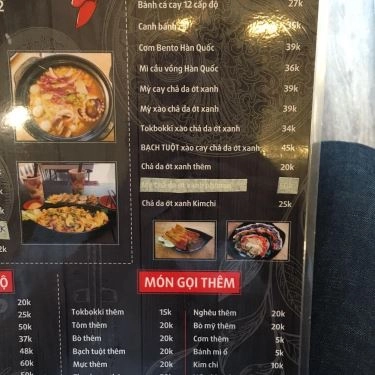 2
Bánh cá cay 12 cấp độ 27k
Canh bánh
Cơm Bento Hàn Quốc 39k
Mì cầu vồng Hàn Quốc 36k
Mỳ cay chả da ớt xanh 39k
Mỳ xào chả da ớt xanh 39k
Tokbokki xào chả da ớt xanh 34k
BẠCH TUỘT xào cay chả da ớt xanh 45k
Chả da ớt xanh thêm 20k
Chả da ớt xanh Kimchi 25k
2k
Ộ
20k
25k
50k
37k
48k
60k
50k
MÓN GỌI THÊM
Tokbokki thêm 15k
Tôm thêm 20k
Bò thêm 20k
Bạch tuột thêm 20k
Mực thêm 20k
Nghêu thêm 20k
Bò mỹ thêm 20k
Cơm thêm 5k
Bánh mì ổ 5k
Kim chi 10k